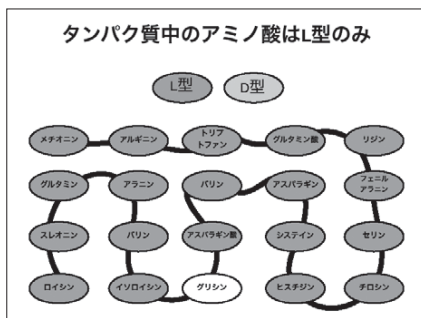 タンパク質中のアミノ酸はL型のみ
L型 D型
メチオニン アルギニン トリプトファン グルタミン酸 リジン
グルタミン アラニン バリン アスパラギン フェニルアラニン
スレオニン バリン アスパラギン酸 システイン セリン
ロイシン イソロイシン グリシン ヒスチジン チロシン